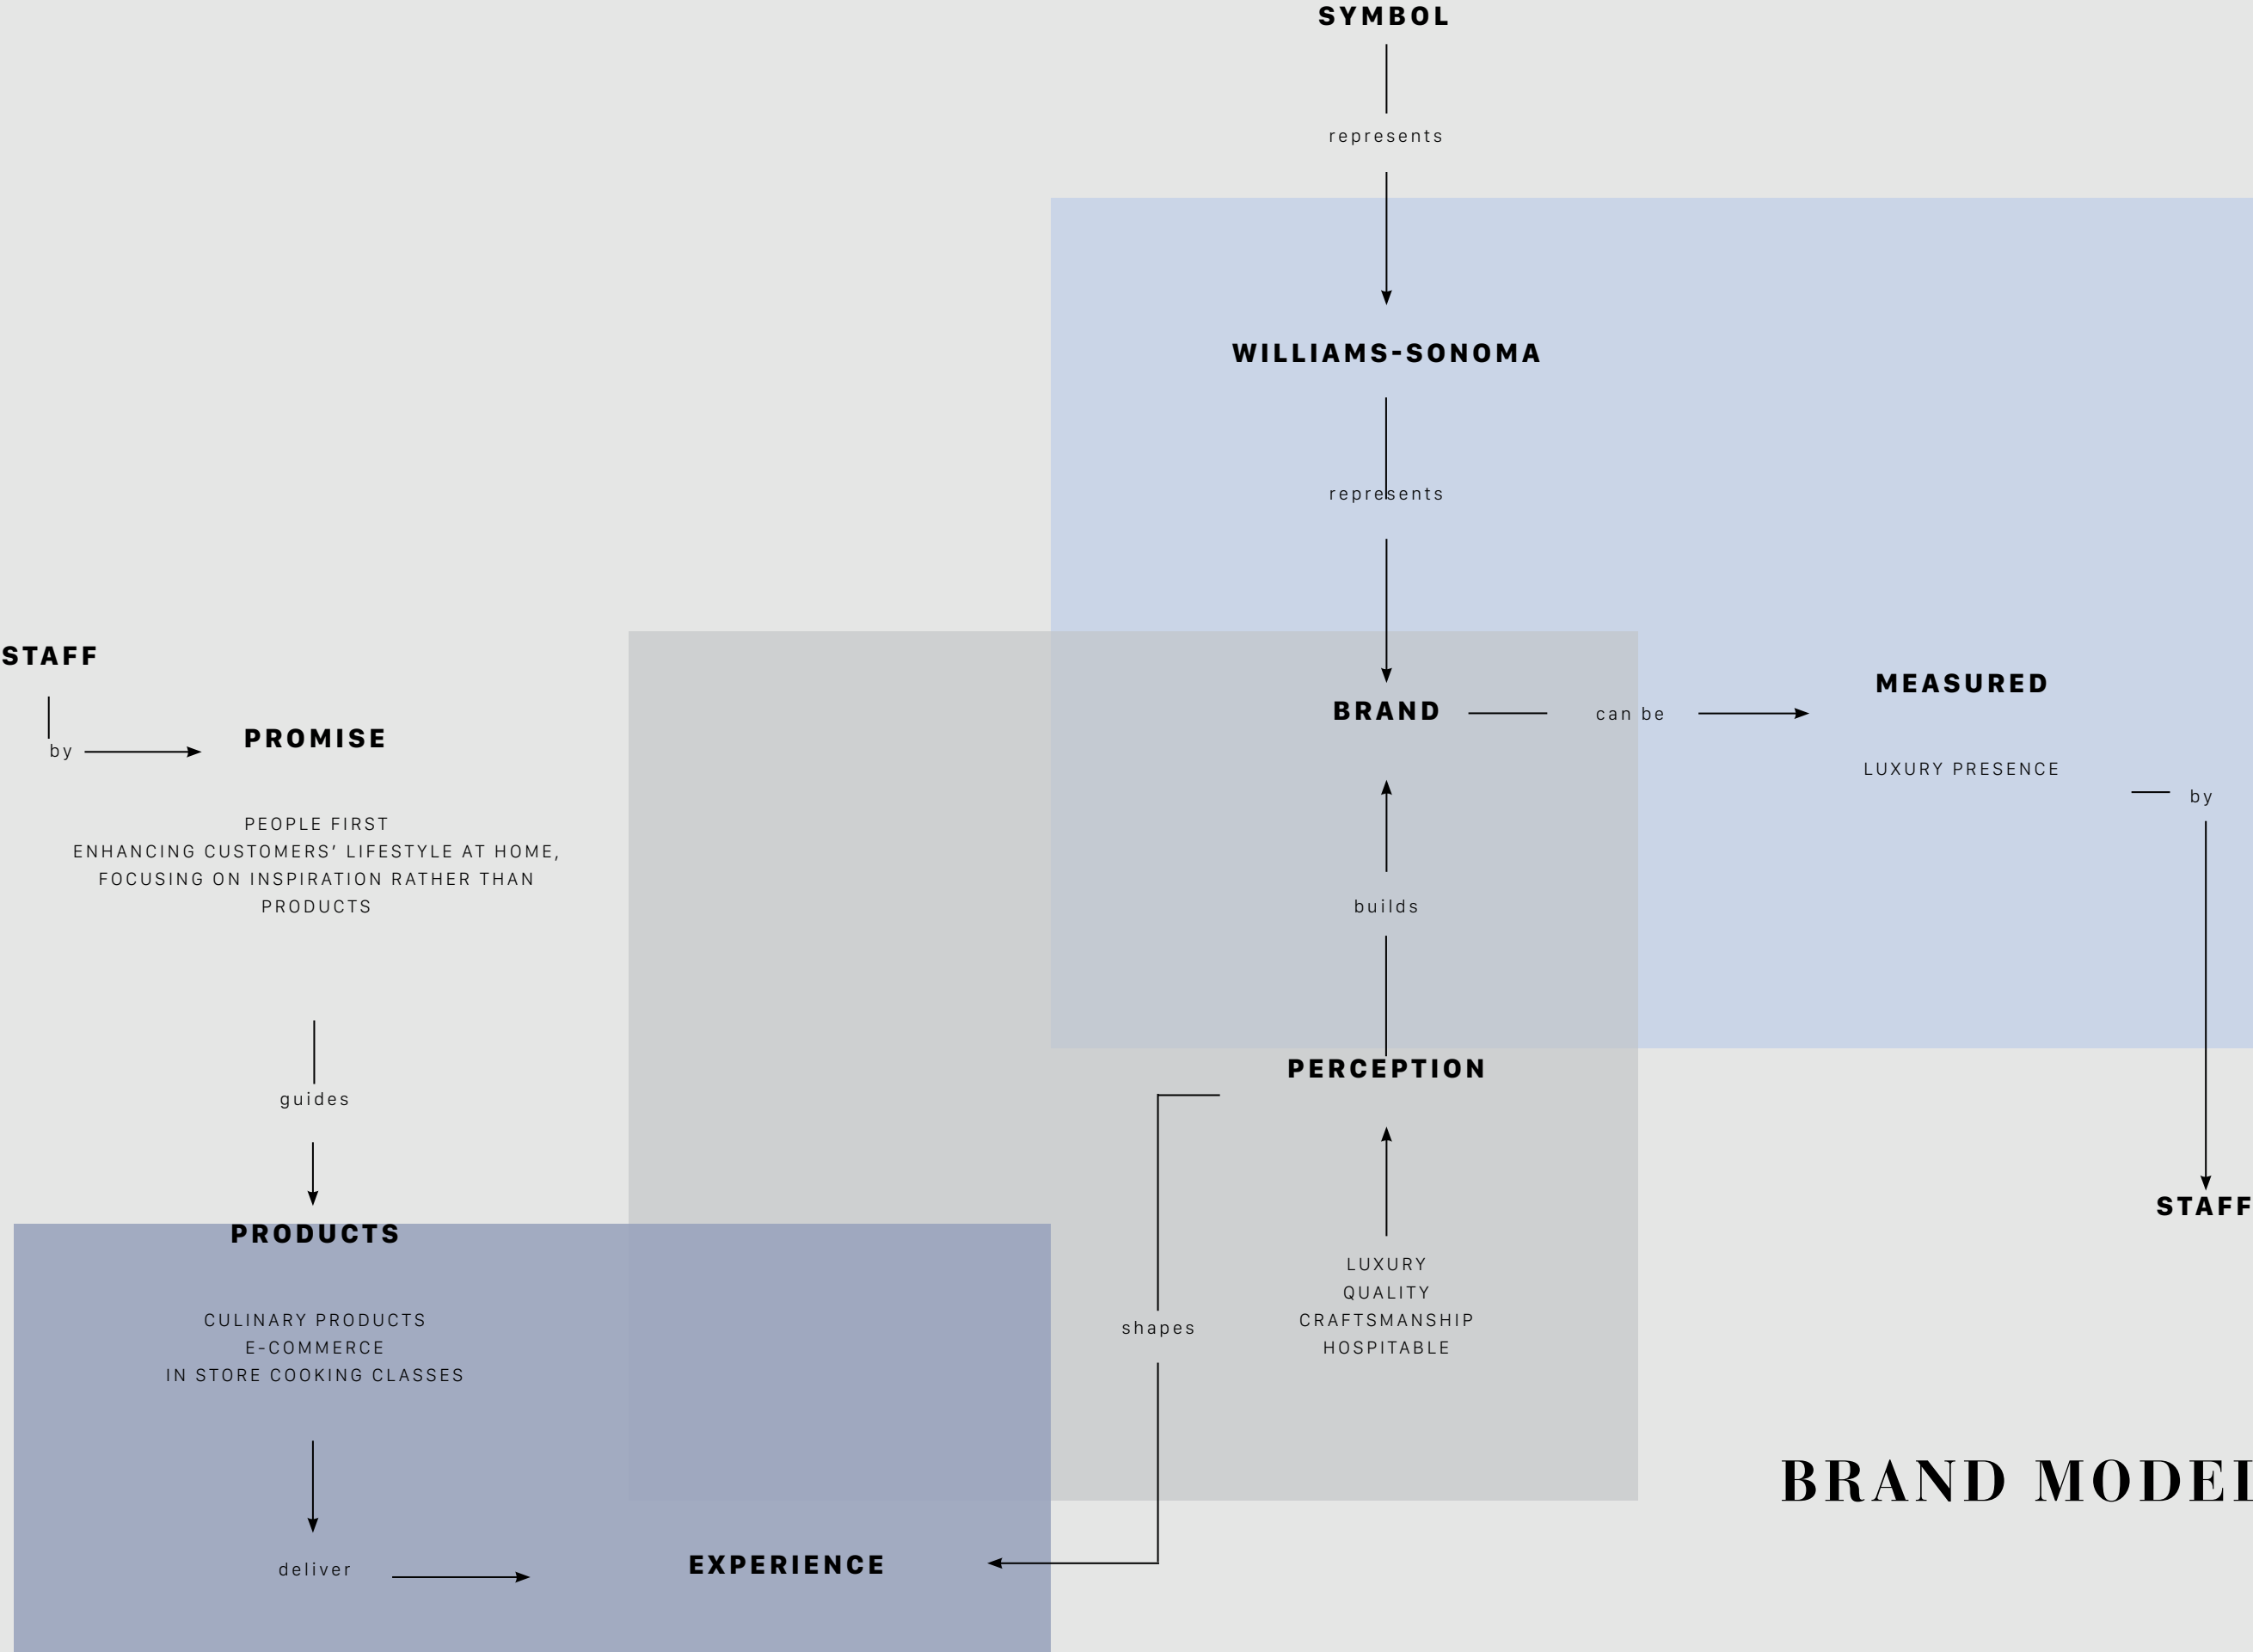 SYMBOL
represents
WILLIAMS-SONOMA
represents
STAFF
by
PROMISE
PEOPLE FIRST
ENHANCING CUSTOMERS’ LIFESTYLE AT HOME,
FOCUSING ON INSPIRATION RATHER THAN
PRODUCTS
guides
PRODUCTS
CULINARY PRODUCTS
E-COMMERCE
IN STORE COOKING CLASSES
deliver
EXPERIENCE
BRAND
can be
MEASURED
LUXURY PRESENCE
by
STAFF
builds
PERCEPTION
shapes
LUXURY
QUALITY
CRAFTSMANSHIP
HOSPITABLE
BRAND MODEL